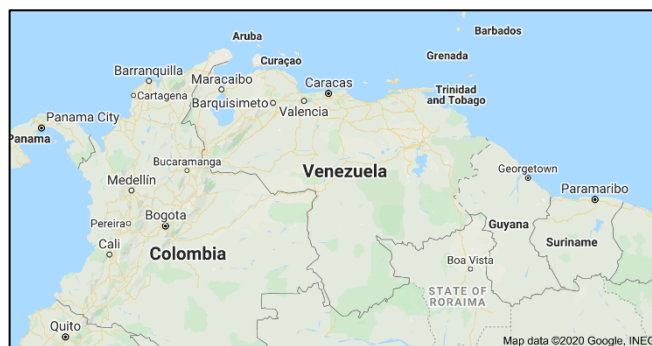 Barbados
Aruba
Curaçao
Grenada
Barranquilla
Maracaibo
Caracas
Trinidad
and Tobago
Cartagena
Barquisimeto
Valencia
Panama City
Panama
Bucaramanga
Venezuela
Georgetown
Medellín
Paramaribo
Pereira
Bogota
Guyana
Cali
Colombia
Suriname
Boa Vista
STATE OF
RORAIMA
Quito
Map data ©2020 Google, INEG